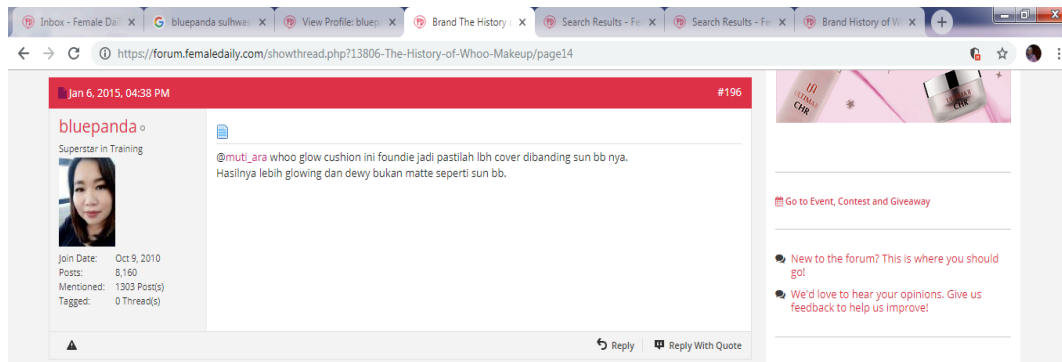 Inbox - Female Dai
bluepanda sulhwas
View Profile: bluep
Brand The History o
Search Results - Fe
Search Results - Fe
Brand History of W
https://forum.femaledaily.com/showthread.php?13806-The-History-of-Whoo-Makeup/page14
Jan 6, 2015, 04:38 PM
#196
bluepanda
Superstar in Training
@muti_ara whoo glow cushion ini foundie jadi pastilah lbh cover dibanding sun bb nya.
Hasilnya lebih glowing dan dewy bukan matte seperti sun bb.
Join Date: Oct 9, 2010
Posts: 8,160
Mentioned: 1303 Post(s)
Tagged: 0 Thread(s)
Reply
Reply With Quote
ULTIMA II
CHR
CHR
Go to Event, Contest and Giveaway
New to the forum? This is where you should
go!
We'd love to hear your opinions. Give us
feedback to help us improve!